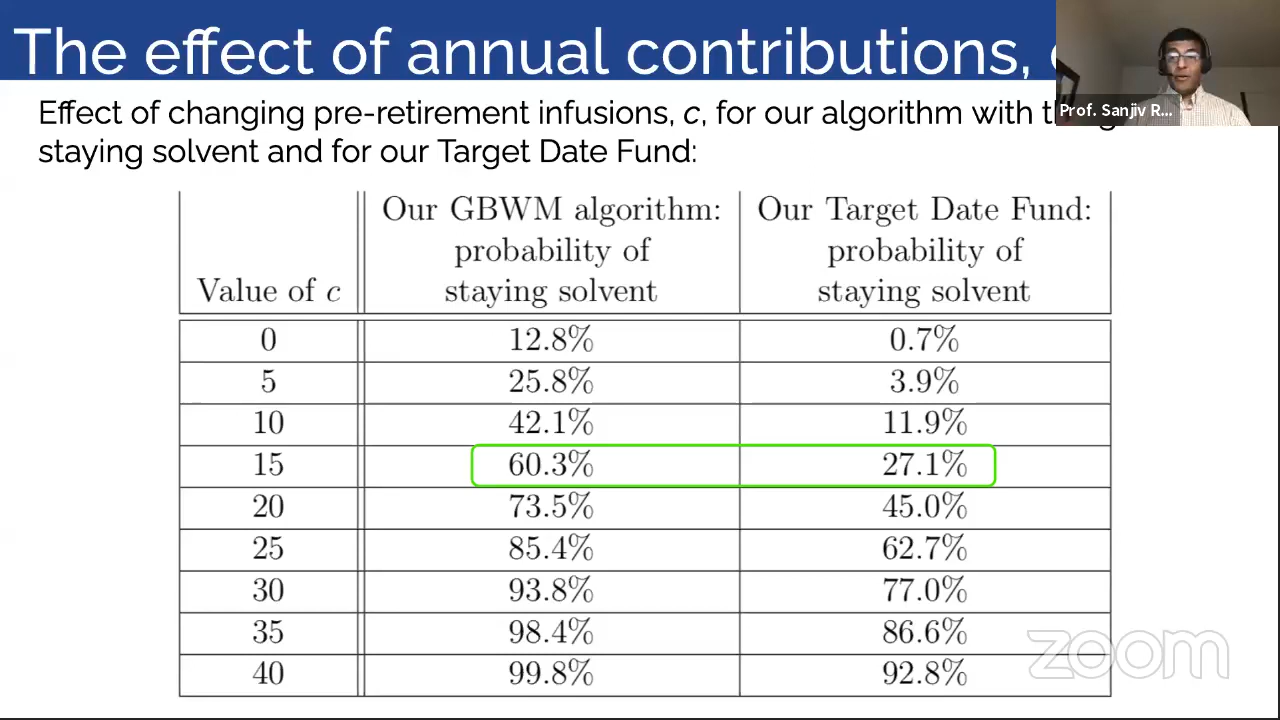 The effect of annual contributions,
Prof. Sanjiv R...
Effect of changing pre-retirement infusions, c, for our algorithm with
staying solvent and for our Target Date Fund:
Value of c
Our GBWM algorithm:
probability of
staying solvent
Our Target Date Fund:
probability of
staying solvent
0 12.8% 0.7%
5 25.8% 3.9%
10 42.1% 11.9%
15 60.3% 27.1%
20 73.5% 45.0%
25 85.4% 62.7%
30 93.8% 77.0%
35 98.4% 86.6%
40 99.8% 92.8%
zoom